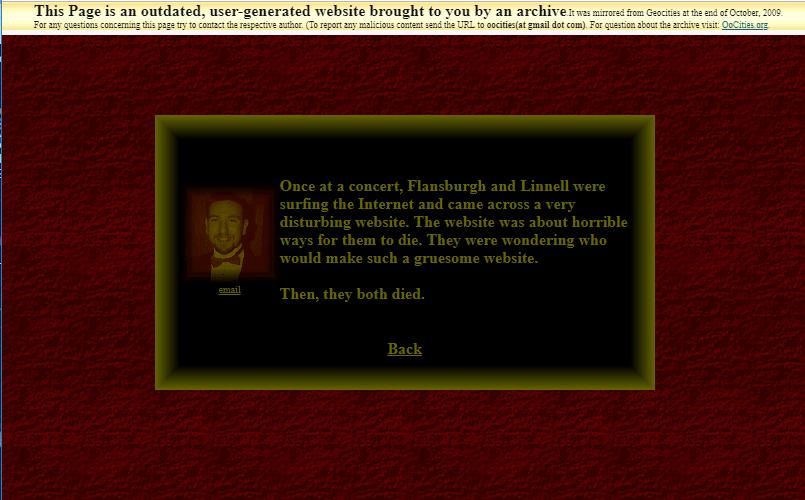 This Page is an outdated, user-generated website brought to you by an archive.It was mirrored from Geocities at the end of October, 2009.
For any questions concerning this page try to contact the respective author. (To report any malicious content send the URL to oocities(at gmail dot com). For question about the archive visit: OoCities.org.
Once at a concert, Flansburgh and Linnell were
surfing the Internet and came across a very
disturbing website. The website was about horrible
ways for them to die. They were wondering who
would make such a gruesome website.
Then, they both died.
email
Back